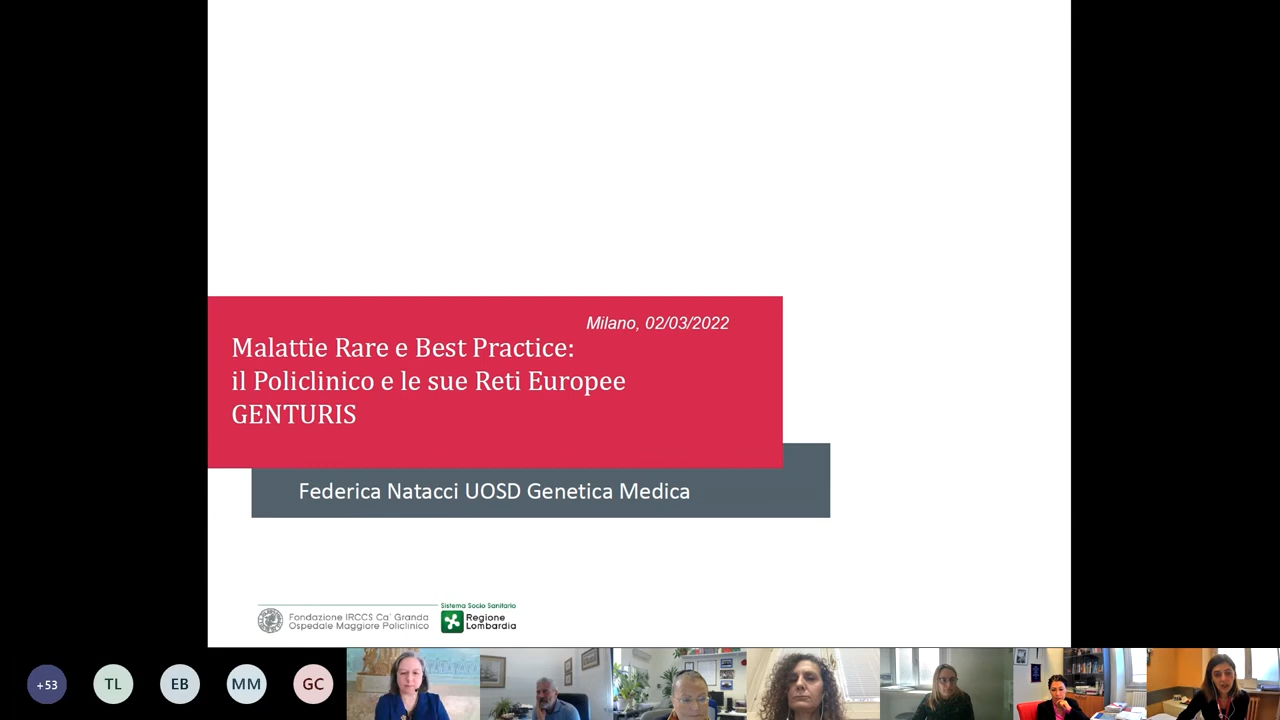 Milano, 02/03/2022
Malattie Rare e Best Practice:
il Policlinico e le sue Reti Europee
GENTURIS
Federica Natacci UOSD Genetica Medica
Fondazione IRCCS Ca' Granda
Ospedale Maggiore Policlinico
Sistema Socio Sanitario
Regione
Lombardia
+53
TL
EB
MM
GC